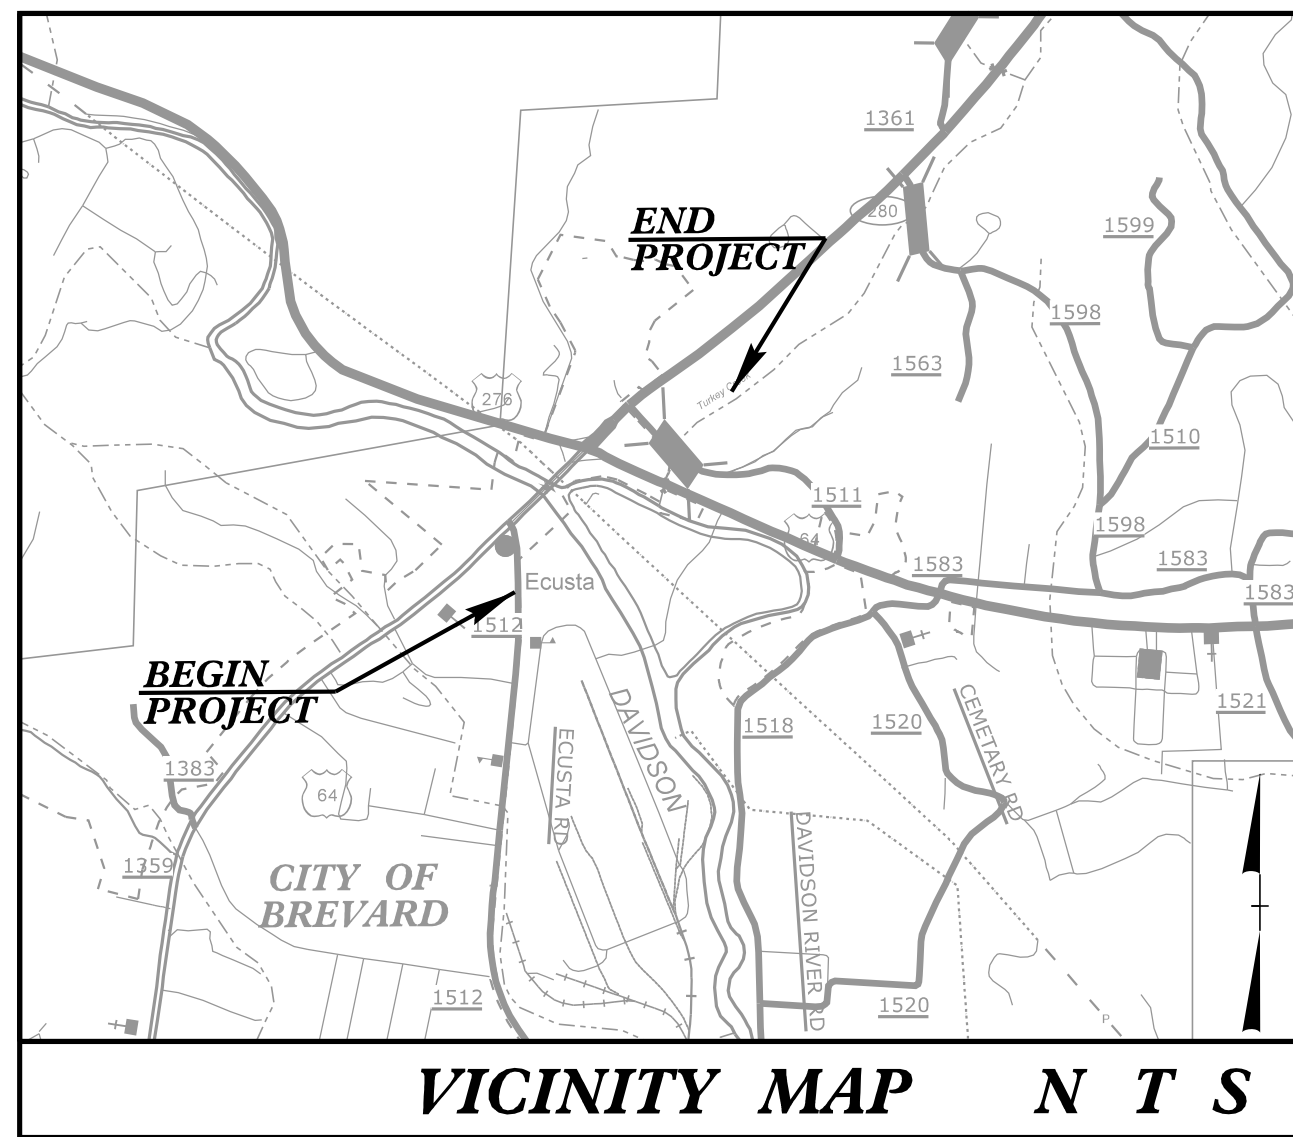 1361
END
PROJECT
280
1599
1598
1563
Turkey Creek
276
1510
1511
1598
64
1583
1583
1583
Ecusta
1512
BEGIN
PROJECT
1521
1518
1520
DAVIDSON
CEMETARY RD
ECUSTA RD
1383
64
DAVIDSON RIVER RD
1359
CITY OF
BREVARD
1512
1520
P
VICINITY MAP N T S